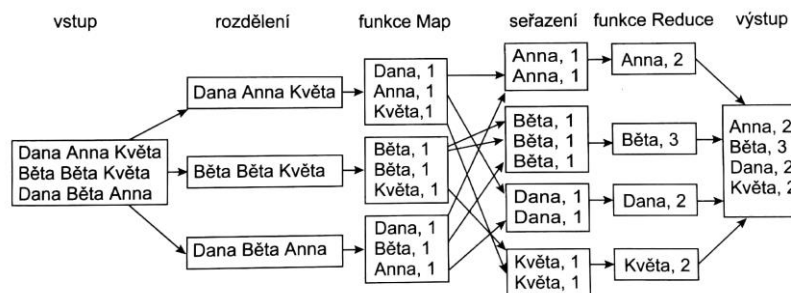 vstup
rozdělení
funkce Map
seřazení
funkce Reduce
výstup
Dana Anna Květa
Běta Běta Květa
Dana Běta Anna
Dana Anna Květa
Běta Běta Květa
Dana Běta Anna
Dana, 1
Anna, 1
Květa,1
Běta, 1
Běta, 1
Květa, 1
Dana, 1
Běta, 1
Anna, 1
Anna, 1
Anna, 1
Běta, 1
Běta, 1
Běta, 1
Dana, 1
Dana, 1
Květa, 1
Květa, 1
Anna, 2
Běta, 3
Dana, 2
Květa, 2
Anna, 2
Běta, 3
Dana, 2
Květa, 2